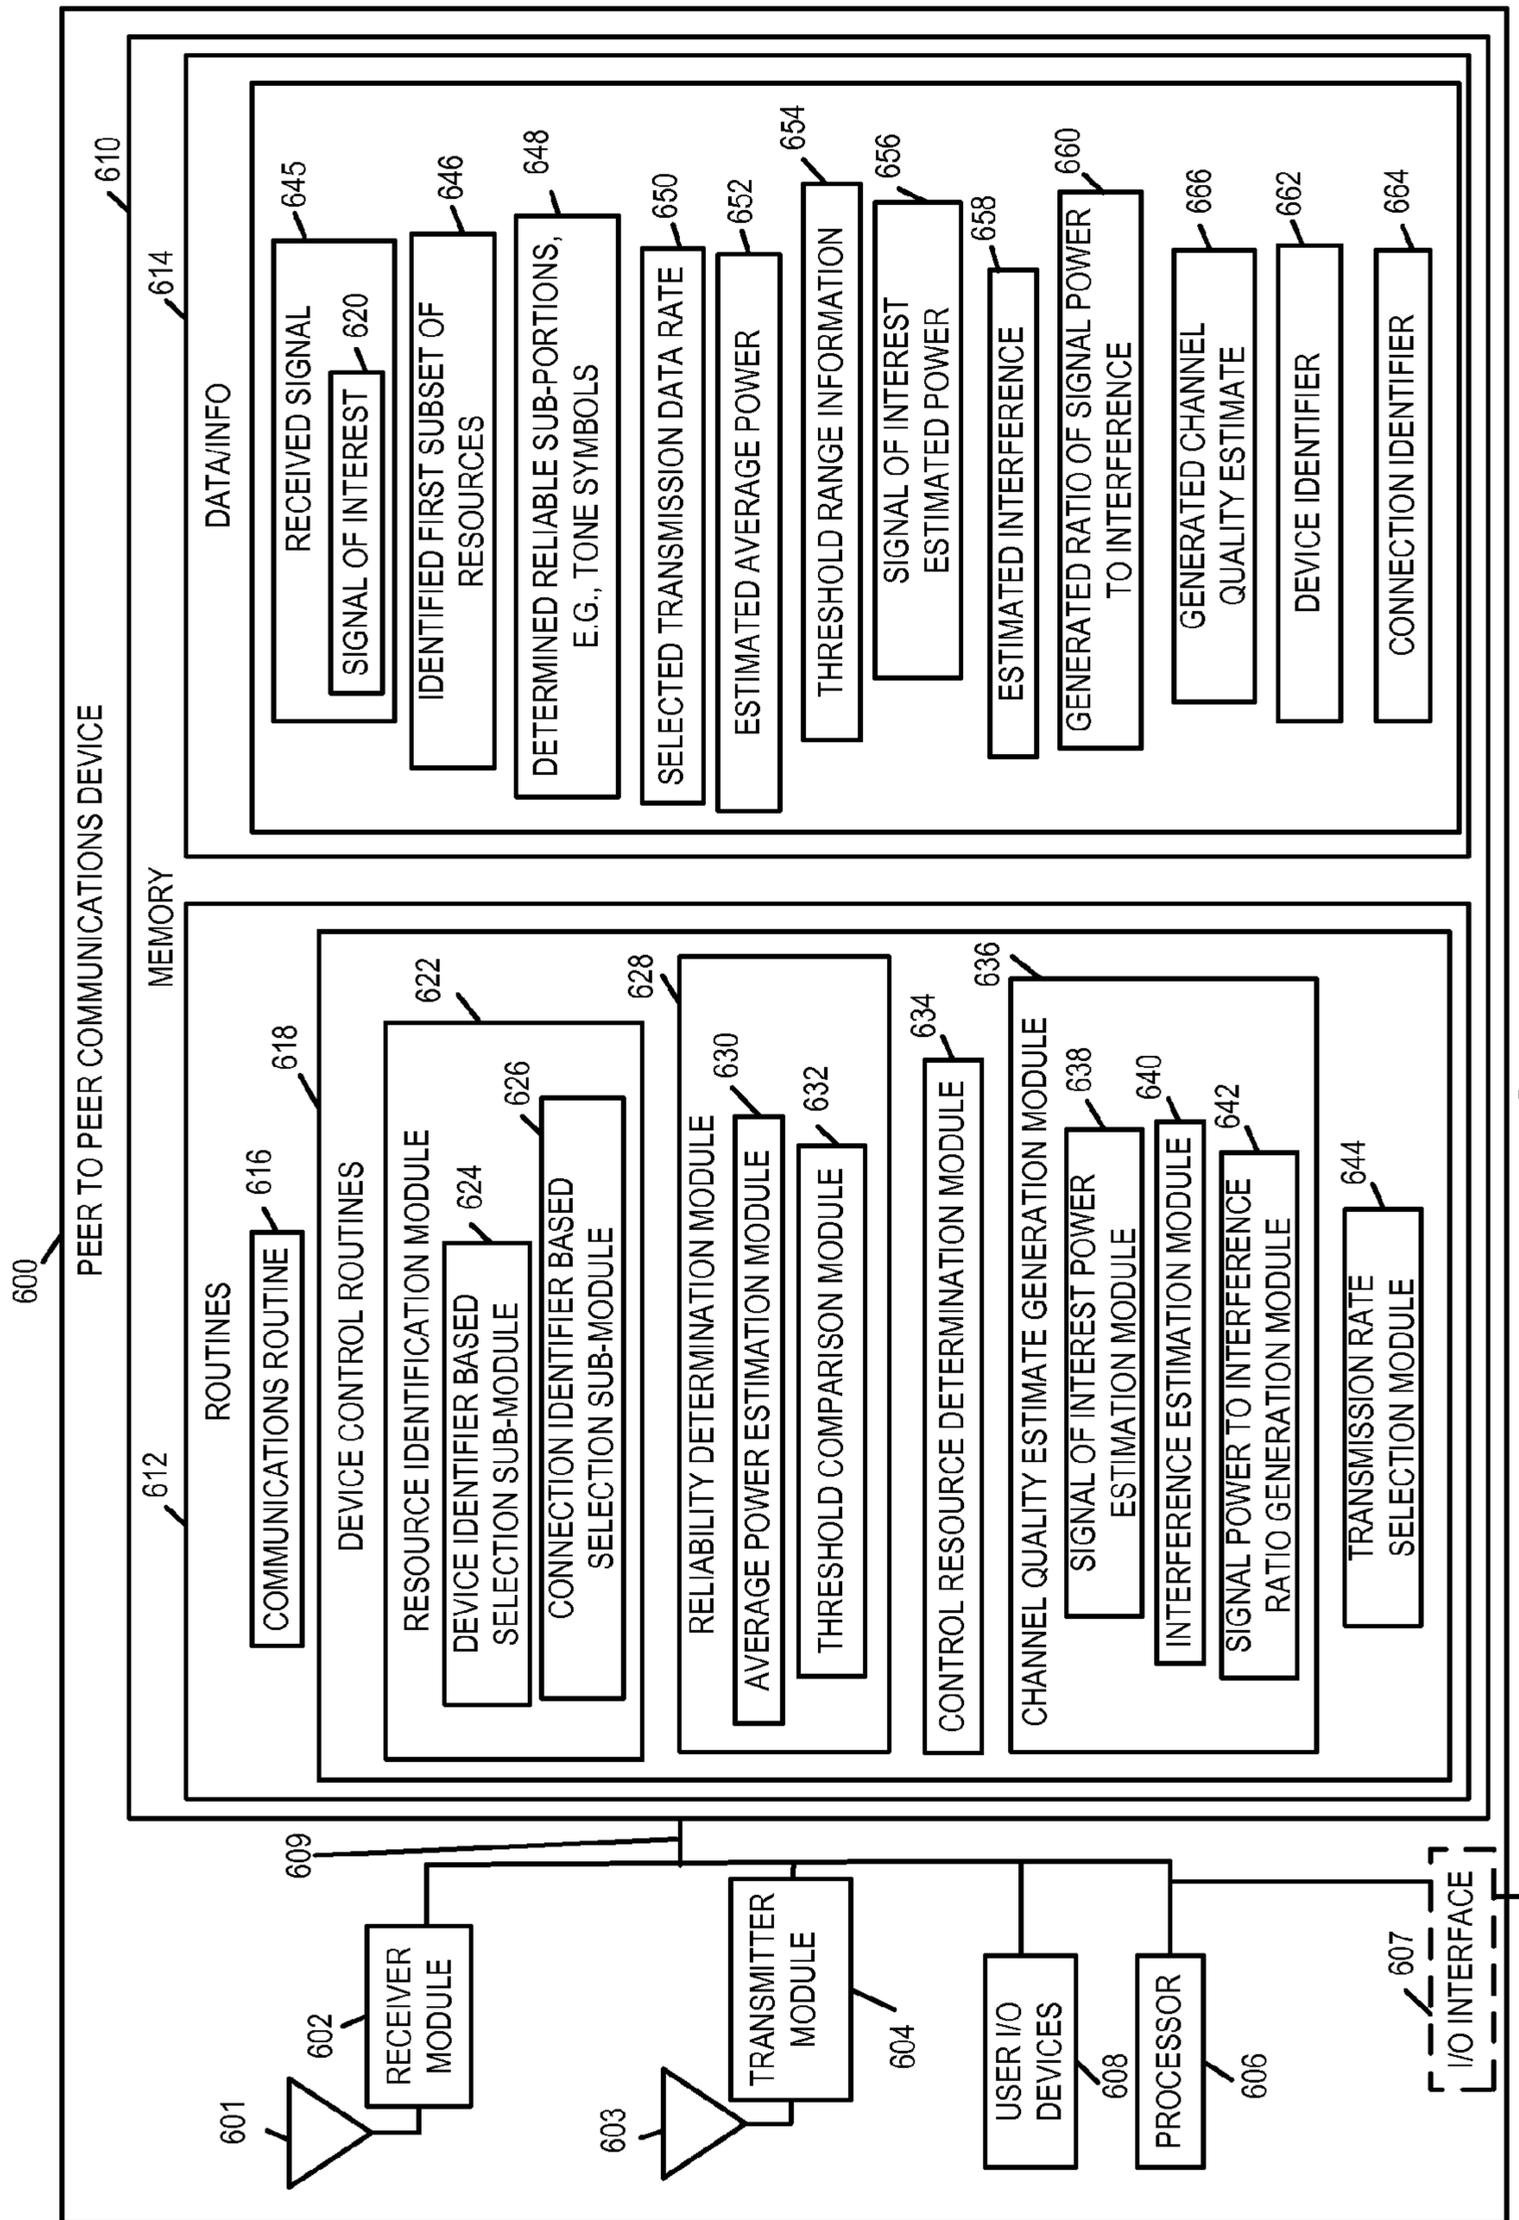 600
PEER TO PEER COMMUNICATIONS DEVICE
601
602
RECEIVER
MODULE
603
TRANSMITTER
MODULE
604
USER I/O
DEVICES
608
PROCESSOR
606
607
I/O INTERFACE
609
MEMORY
610
612
ROUTINES
COMMUNICATIONS ROUTINE
616
618
DEVICE CONTROL ROUTINES
622
RESOURCE IDENTIFICATION MODULE
624
DEVICE IDENTIFIER BASED
SELECTION SUB-MODULE
626
CONNECTION IDENTIFIER BASED
SELECTION SUB-MODULE
628
RELIABILITY DETERMINATION MODULE
630
AVERAGE POWER ESTIMATION MODULE
632
THRESHOLD COMPARISON MODULE
634
CONTROL RESOURCE DETERMINATION MODULE
636
CHANNEL QUALITY ESTIMATE GENERATION MODULE
638
SIGNAL OF INTEREST POWER
ESTIMATION MODULE
640
INTERFERENCE ESTIMATION MODULE
642
SIGNAL POWER TO INTERFERENCE
RATIO GENERATION MODULE
644
TRANSMISSION RATE
SELECTION MODULE
614
DATA/INFO
645
RECEIVED SIGNAL
620
SIGNAL OF INTEREST
646
IDENTIFIED FIRST SUBSET OF
RESOURCES
648
DETERMINED RELIABLE SUB-PORTIONS,
E.G., TONE SYMBOLS
650
SELECTED TRANSMISSION DATA RATE
652
ESTIMATED AVERAGE POWER
654
THRESHOLD RANGE INFORMATION
656
SIGNAL OF INTEREST
ESTIMATED POWER
658
ESTIMATED INTERFERENCE
660
GENERATED RATIO OF SIGNAL POWER
TO INTERFERENCE
666
GENERATED CHANNEL
QUALITY ESTIMATE
662
DEVICE IDENTIFIER
664
CONNECTION IDENTIFIER